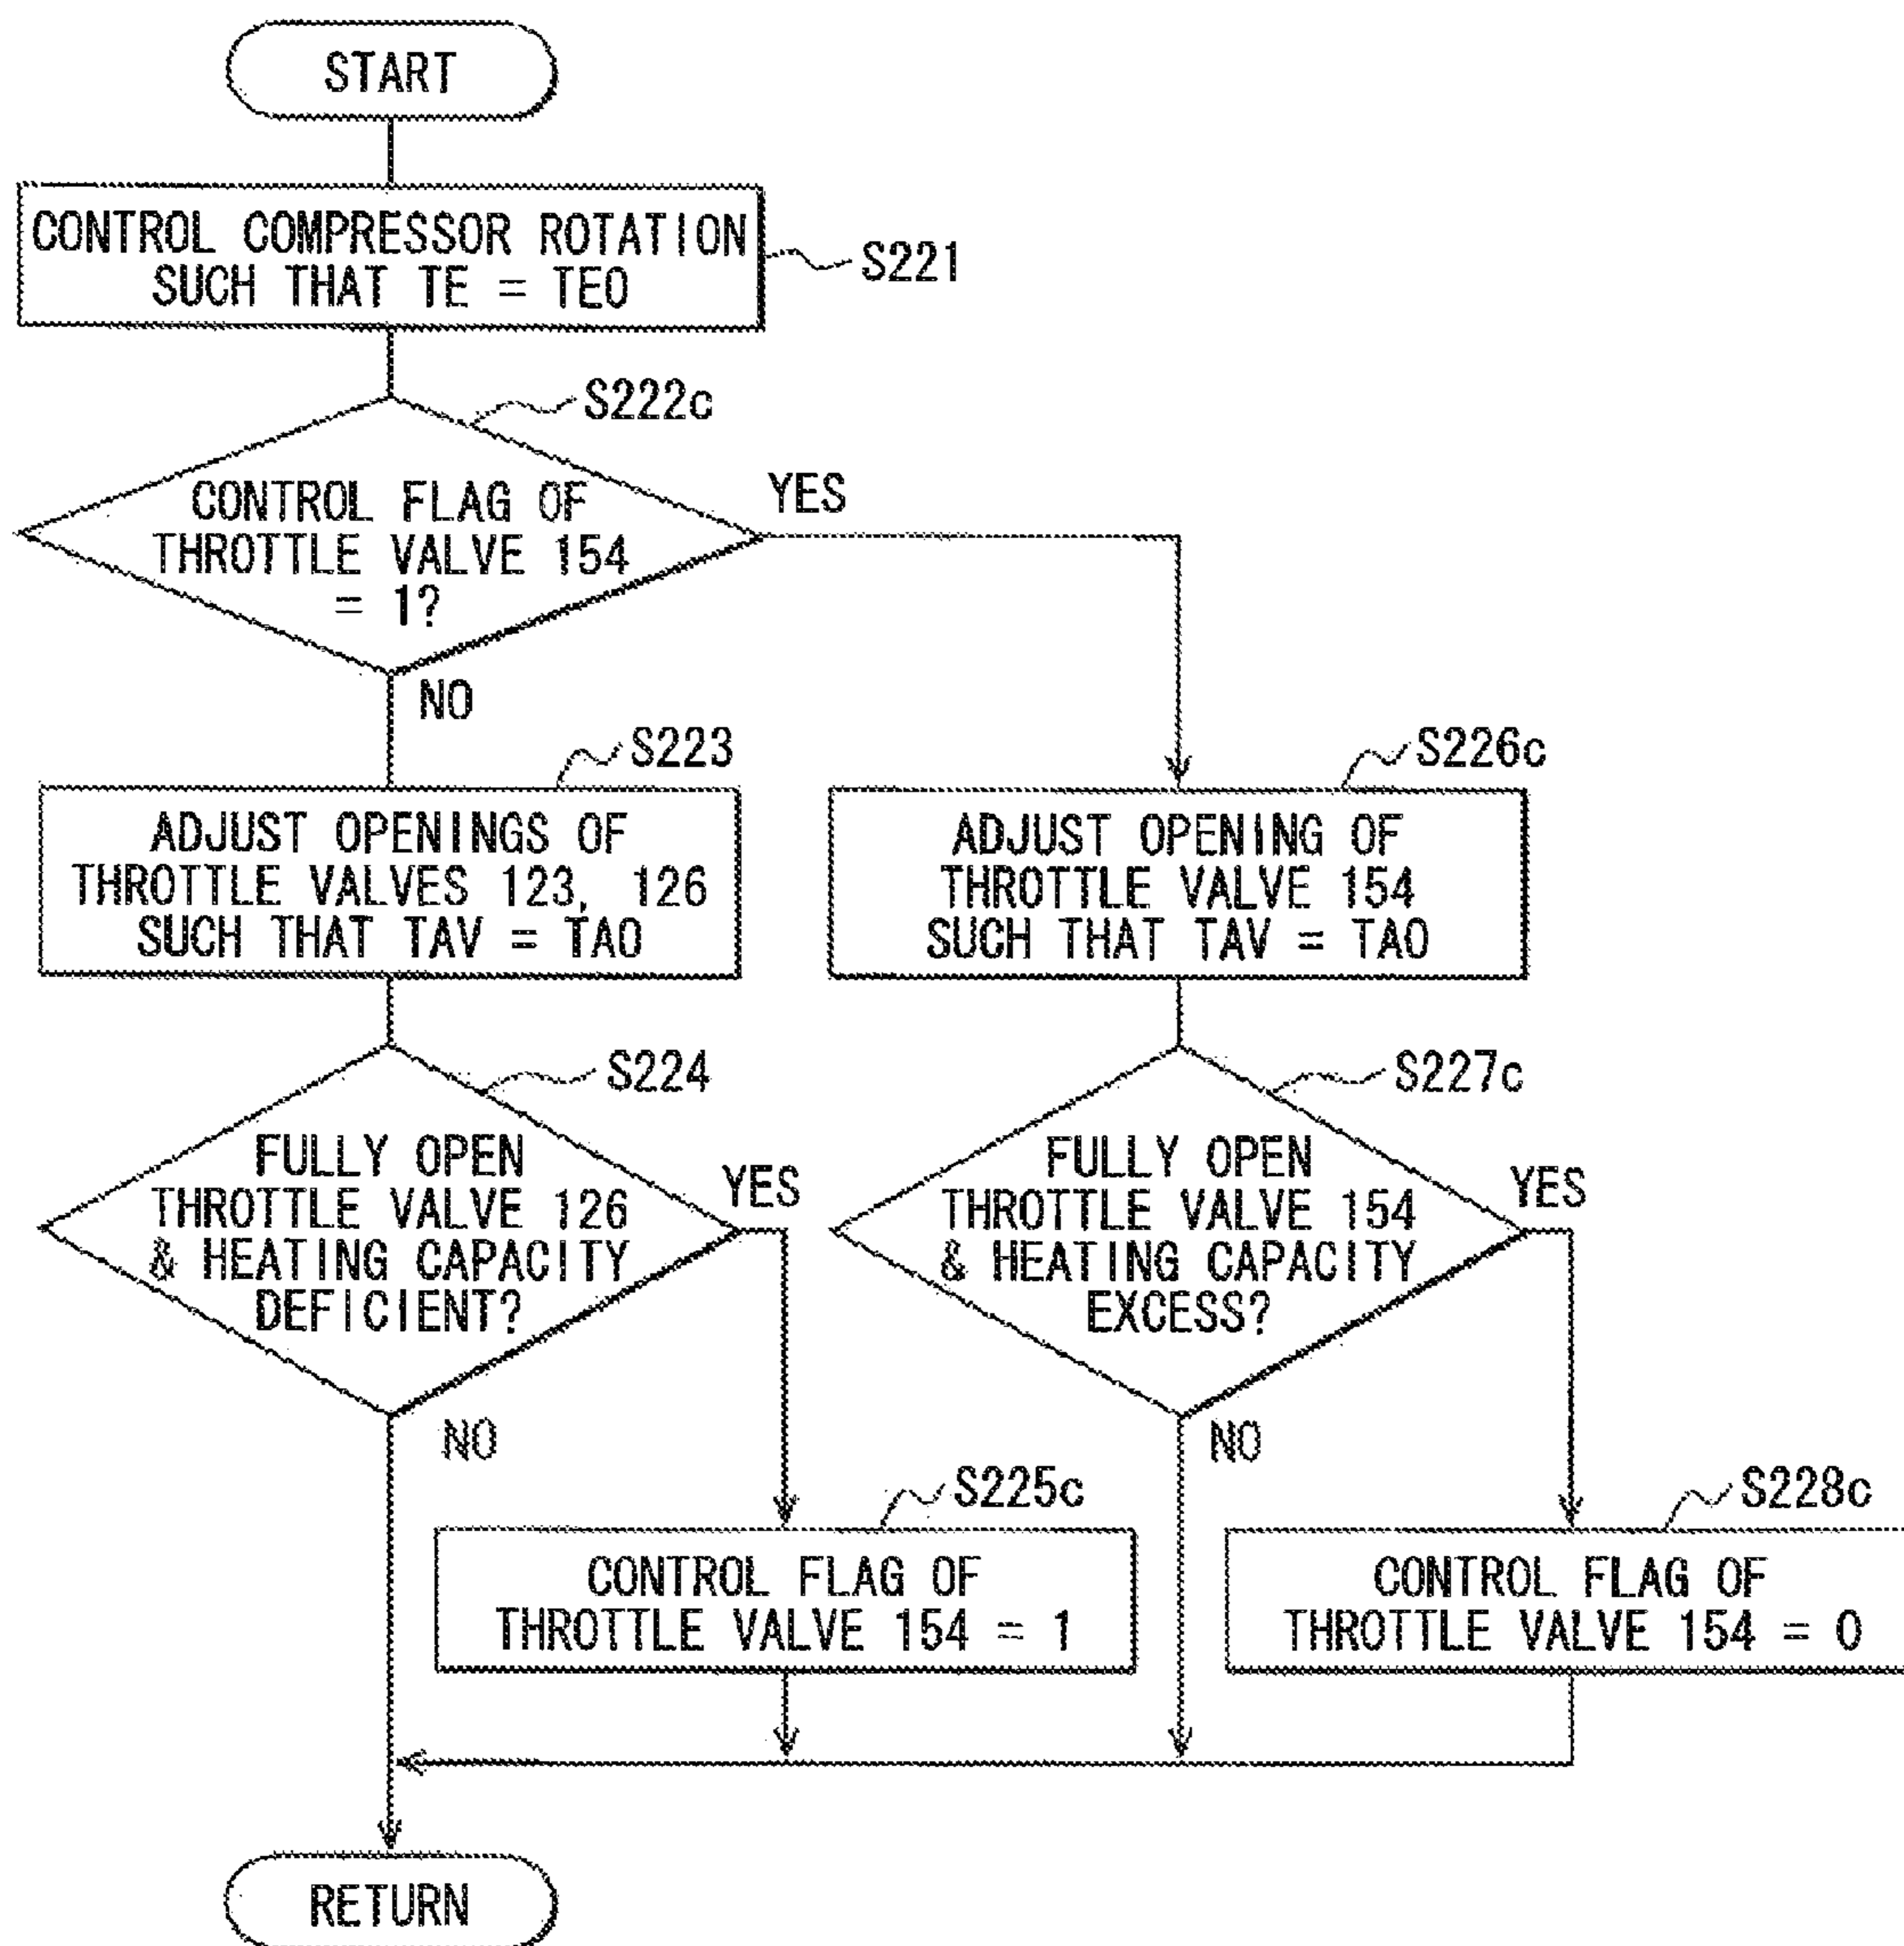 START
CONTROL COMPRESSOR ROTATION
SUCH THAT TE = TEO
S221
S222c
CONTROL FLAG OF
THROTTLE VALVE 154
= 1?
YES
NO
S223
ADJUST OPENINGS OF
THROTTLE VALVES 123, 126
SUCH THAT TAV = TAO
S226c
ADJUST OPENING OF
THROTTLE VALVE 154
SUCH THAT TAV = TAO
S224
FULLY OPEN
THROTTLE VALVE 126
& HEATING CAPACITY
DEFICIENT?
YES
NO
S227c
FULLY OPEN
THROTTLE VALVE 154
& HEATING CAPACITY
EXCESS?
YES
NO
S225c
CONTROL FLAG OF
THROTTLE VALVE 154 = 1
S228c
CONTROL FLAG OF
THROTTLE VALVE 154 = 0
RETURN